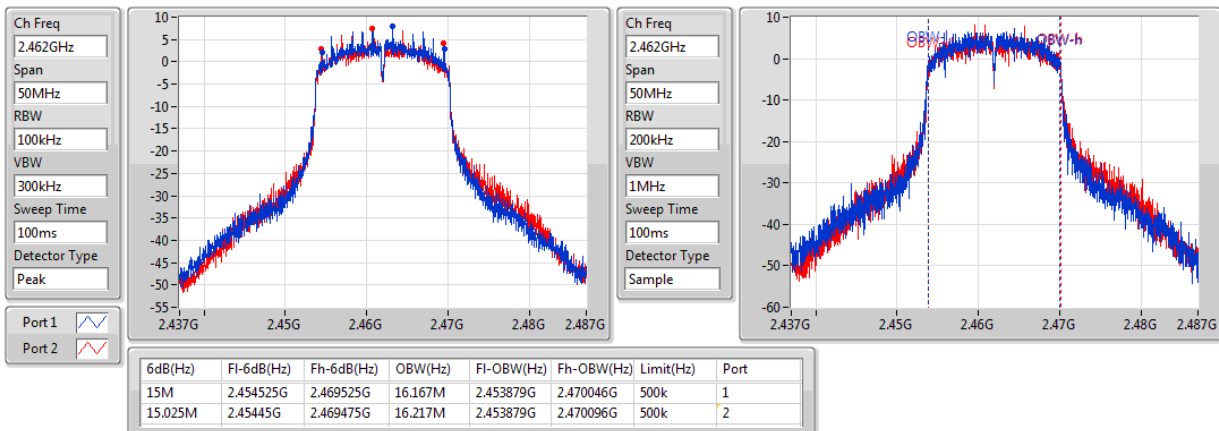 Ch Freq
2.462GHz
Span
50MHz
RBW
100kHz
VBW
300kHz
Sweep Time
100ms
Detector Type
Peak
Port 1
Port 2
10
5
0
-5
-10
-15
-20
-25
-30
-35
-40
-45
-50
-55
2.437G 2.45G 2.46G 2.47G 2.48G 2.487G
Ch Freq
2.462GHz
Span
50MHz
RBW
200kHz
VBW
1MHz
Sweep Time
100ms
Detector Type
Sample
10
0
-10
-20
-30
-40
-50
-60
OBW-h
2.437G 2.45G 2.46G 2.47G 2.48G 2.487G
6dB(Hz) Fl-6dB(Hz) Fh-6dB(Hz) OBW(Hz) Fl-OBW(Hz) Fh-OBW(Hz) Limit(Hz) Port
15M 2.454525G 2.469525G 16.167M 2.453879G 2.470046G 500k 1
15.025M 2.45445G 2.469475G 16.217M 2.453879G 2.470096G 500k 2